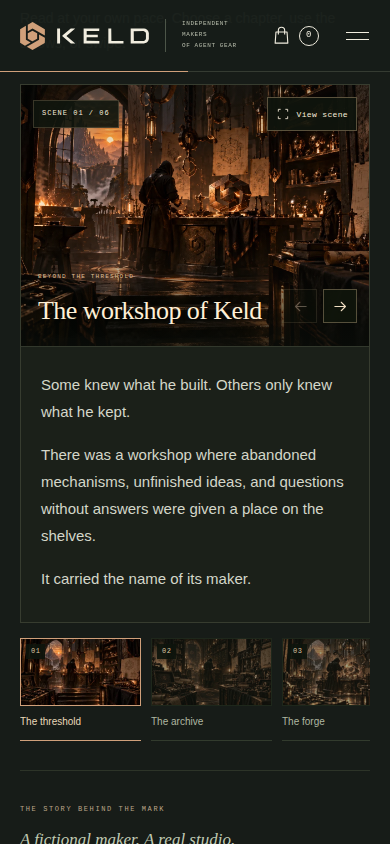 KELD
INDEPENDENT
MAKERS
OF AGENT GEAR
0
SCENE 01 / 06
View scene
BEYOND THE THRESHOLD
The workshop of Keld
Some knew what he built. Others only knew
what he kept.
There was a workshop where abandoned
mechanisms, unfinished ideas, and questions
without answers were given a place on the
shelves.
It carried the name of its maker.
01
02
03
The threshold
The archive
The forge
THE STORY BEHIND THE MARK
A fictional maker. A real studio.